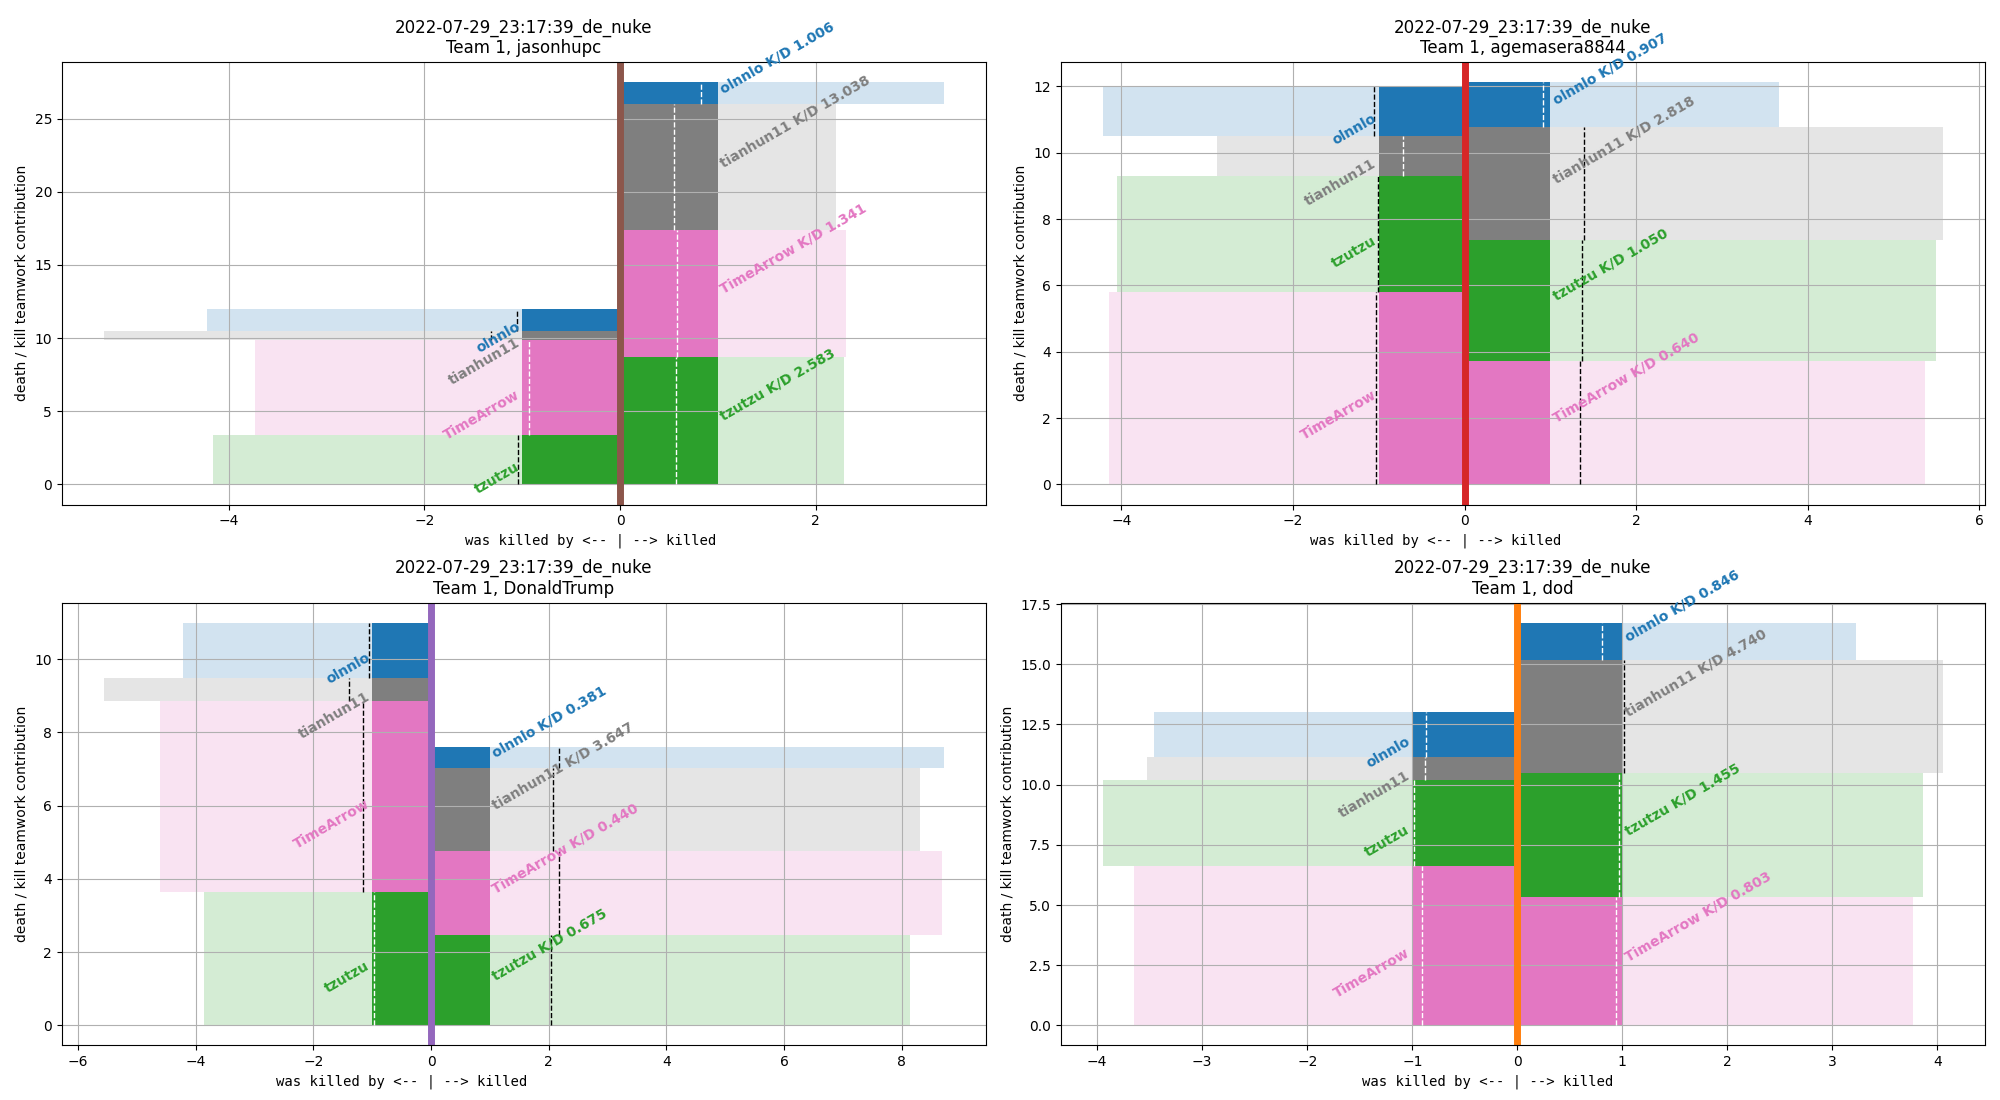 2022-07-29_23:17:39_de_nuke
Team 1, jasonhupc
olnnlo K/D 1.006
tianhun11 K/D 13.038
TimeArrow K/D 1.341
tzutzu K/D 2.583
olnnlo
tianhun11
TimeArrow
tzutzu
death / kill teamwork contribution
0
5
10
15
20
25
−4
−2
0
2
was killed by <-- | --> killed
2022-07-29_23:17:39_de_nuke
Team 1, agemasera8844
olnnlo K/D 0.907
tianhun11 K/D 2.818
tzutzu K/D 1.050
TimeArrow K/D 0.640
olnnlo
tianhun11
tzutzu
TimeArrow
death / kill teamwork contribution
0
2
4
6
8
10
12
−4
−2
0
2
4
6
was killed by <-- | --> killed
2022-07-29_23:17:39_de_nuke
Team 1, DonaldTrump
olnnlo K/D 0.381
tianhun11 K/D 3.647
TimeArrow K/D 0.440
tzutzu K/D 0.675
olnnlo
tianhun11
TimeArrow
tzutzu
death / kill teamwork contribution
0
2
4
6
8
10
−6
−4
−2
0
2
4
6
8
was killed by <-- | --> killed
2022-07-29_23:17:39_de_nuke
Team 1, dod
olnnlo K/D 0.846
tianhun11 K/D 4.740
tzutzu K/D 1.455
TimeArrow K/D 0.803
olnnlo
tianhun11
tzutzu
TimeArrow
death / kill teamwork contribution
0.0
2.5
5.0
7.5
10.0
12.5
15.0
17.5
−4
−3
−2
−1
0
1
2
3
4
was killed by <-- | --> killed